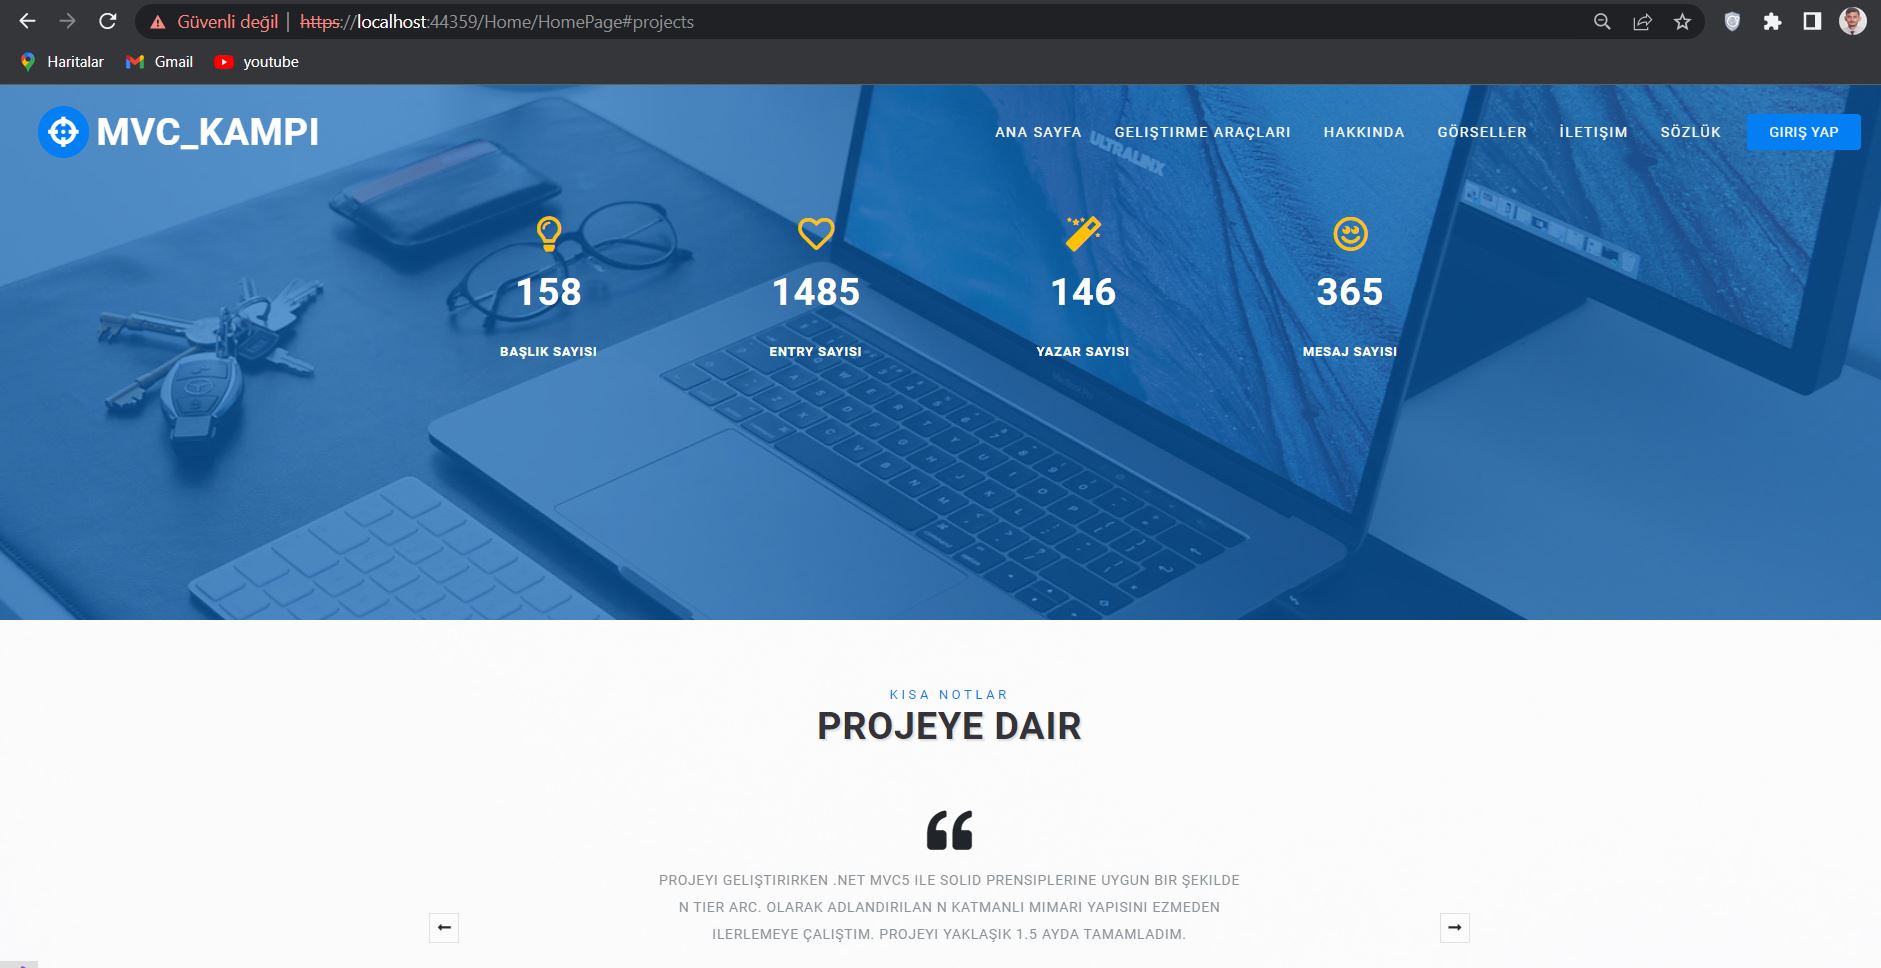 Güvenli değil | https://localhost:44359/Home/HomePage#projects
Haritalar Gmail youtube
MVC_KAMPI
ANA SAYFA GELIŞTIRME ARAÇLARI HAKKINDA GÖRSELLER İLETIŞIM SÖZLÜK GIRIŞ YAP
ULTRALINX
158 1485 146 365
BAŞLIK SAYISI ENTRY SAYISI YAZAR SAYISI MESAJ SAYISI
MacBook Pro
KISA NOTLAR
PROJEYE DAIR
PROJEYI GELIŞTIRIRKEN .NET MVC5 ILE SOLID PRENSIPLERINE UYGUN BIR ŞEKILDE
N TIER ARC. OLARAK ADLANDIRILAN N KATMANLI MIMARI YAPISINI EZMEDEN
ILERLEMEYE ÇALIŞTIM. PROJEYI YAKLAŞIK 1.5 AYDA TAMAMLADIM.